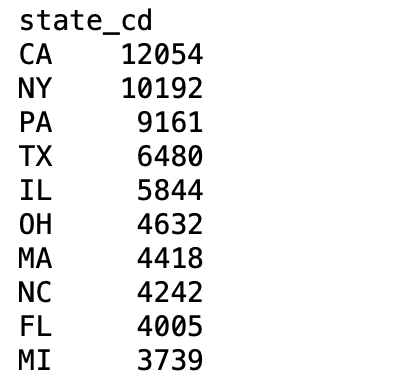 state_cd
CA    12054
NY    10192
PA     9161
TX     6480
IL     5844
OH     4632
MA     4418
NC     4242
FL     4005
MI     3739